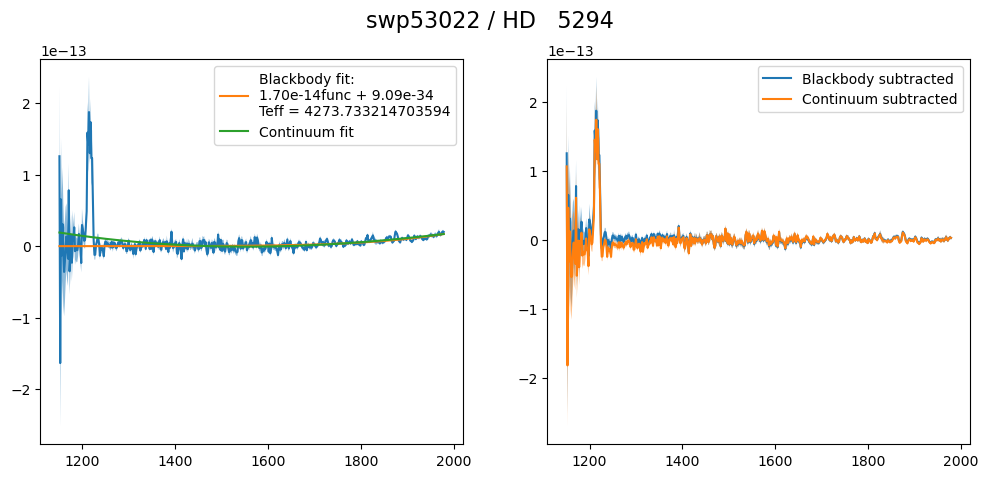 swp53022 / HD   5294
1e−13
Blackbody fit:
1.70e-14func + 9.09e-34
Teff = 4273.733214703594
Continuum fit
2
1
0
−1
−2
1200 1400 1600 1800 2000
1e−13
Blackbody subtracted
Continuum subtracted
2
1
0
−1
−2
1200 1400 1600 1800 2000